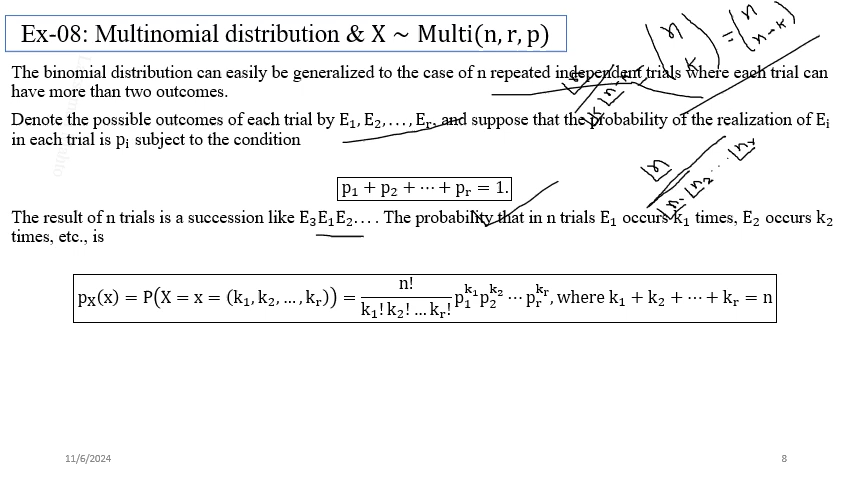 Ex-08: Multinomial distribution & X ~ Multi(n, r, p)
(n k) = (n n-k)
The binomial distribution can easily be generalized to the case of n repeated independent trials where each trial can
have more than two outcomes.
Denote the possible outcomes of each trial by E₁, E₂, . . . , Eᵣ, and suppose that the probability of the realization of Eᵢ
in each trial is pᵢ subject to the condition
p₁ + p₂ + ⋯ + pᵣ = 1.
The result of n trials is a succession like E₃E₁E₂… . The probability that in n trials E₁ occurs k₁ times, E₂ occurs k₂
times, etc., is
pₓ(x) = P(X = x = (k₁, k₂, … , kᵣ)) = n! / (k₁! k₂! … kᵣ!) p₁^k₁ p₂^k₂ ⋯ pᵣ^kᵣ, where k₁ + k₂ + ⋯ + kᵣ = n
11/6/2024
8